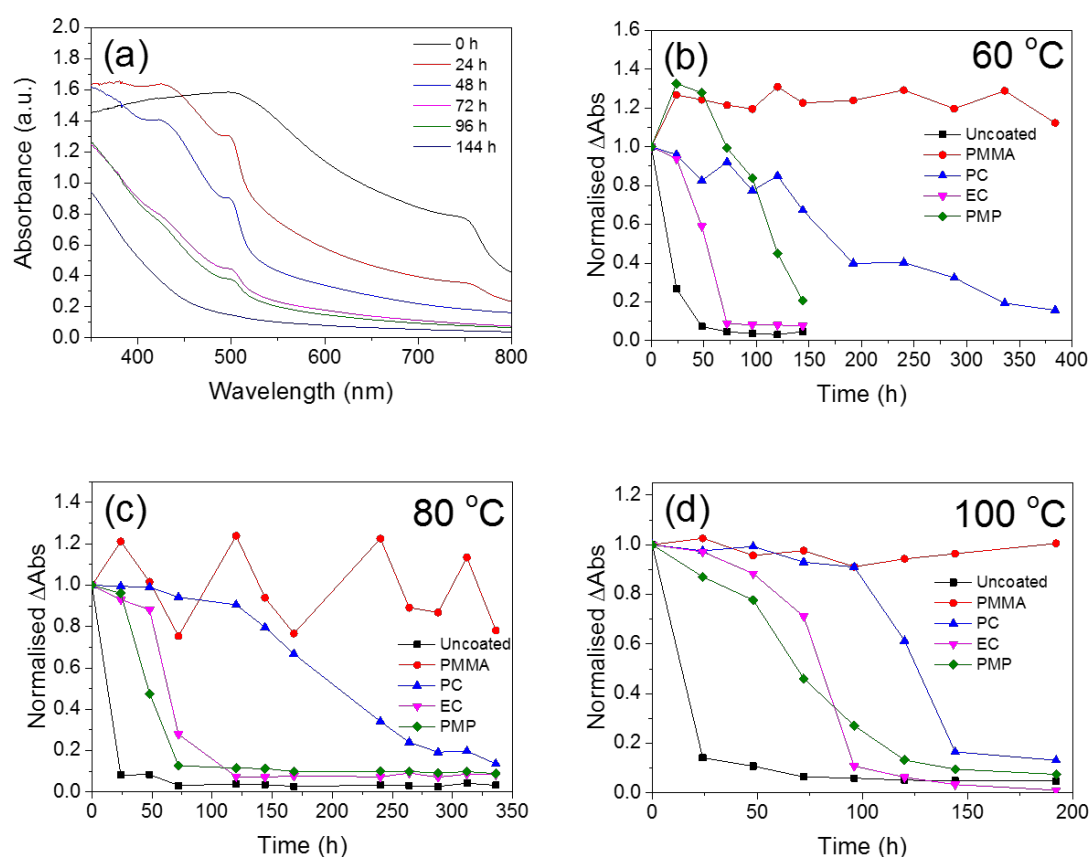 (a)
0 h
24 h
48 h
72 h
96 h
144 h
2.0
1.8
1.6
1.4
1.2
1.0
0.8
0.6
0.4
0.2
0.0
400 500 600 700 800
Absorbance (a.u.)
Wavelength (nm)
(b) 60 °C
1.6
1.4
1.2
1.0
0.8
0.6
0.4
0.2
0.0
Uncoated
PMMA
PC
EC
PMP
0 50 100 150 200 250 300 350 400
Normalised ΔAbs
Time (h)
(c) 80 °C
1.4
1.2
1.0
0.8
0.6
0.4
0.2
0.0
Uncoated
PMMA
PC
EC
PMP
0 50 100 150 200 250 300 350
Normalised ΔAbs
Time (h)
(d) 100 °C
1.2
1.0
0.8
0.6
0.4
0.2
0.0
Uncoated
PMMA
PC
EC
PMP
0 50 100 150 200
Normalised ΔAbs
Time (h)